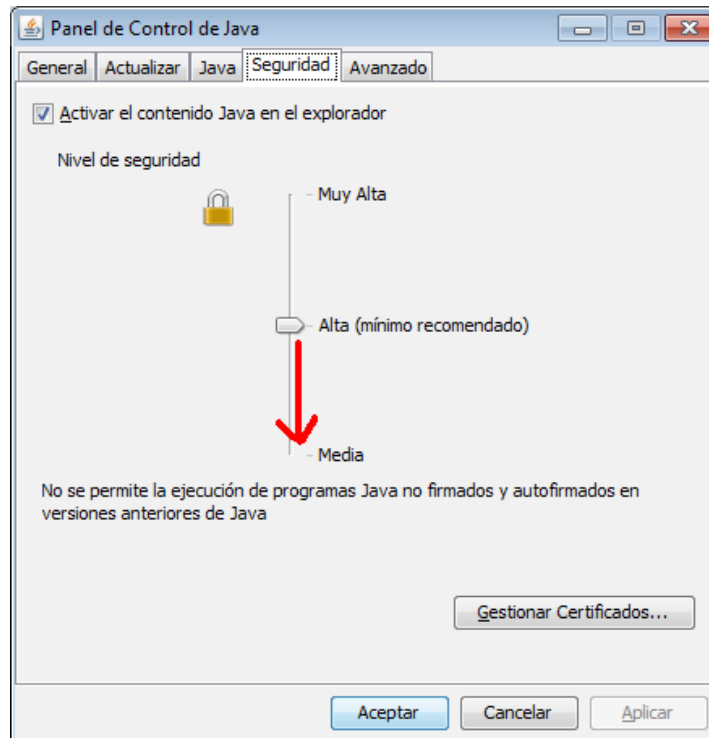 Panel de Control de Java
General Actualizar Java Seguridad Avanzado
Activar el contenido Java en el explorador
Nivel de seguridad
Muy Alta
Alta (mínimo recomendado)
Media
No se permite la ejecución de programas Java no firmados y autofirmados en
versiones anteriores de Java
Gestionar Certificados...
Aceptar Cancelar Aplicar